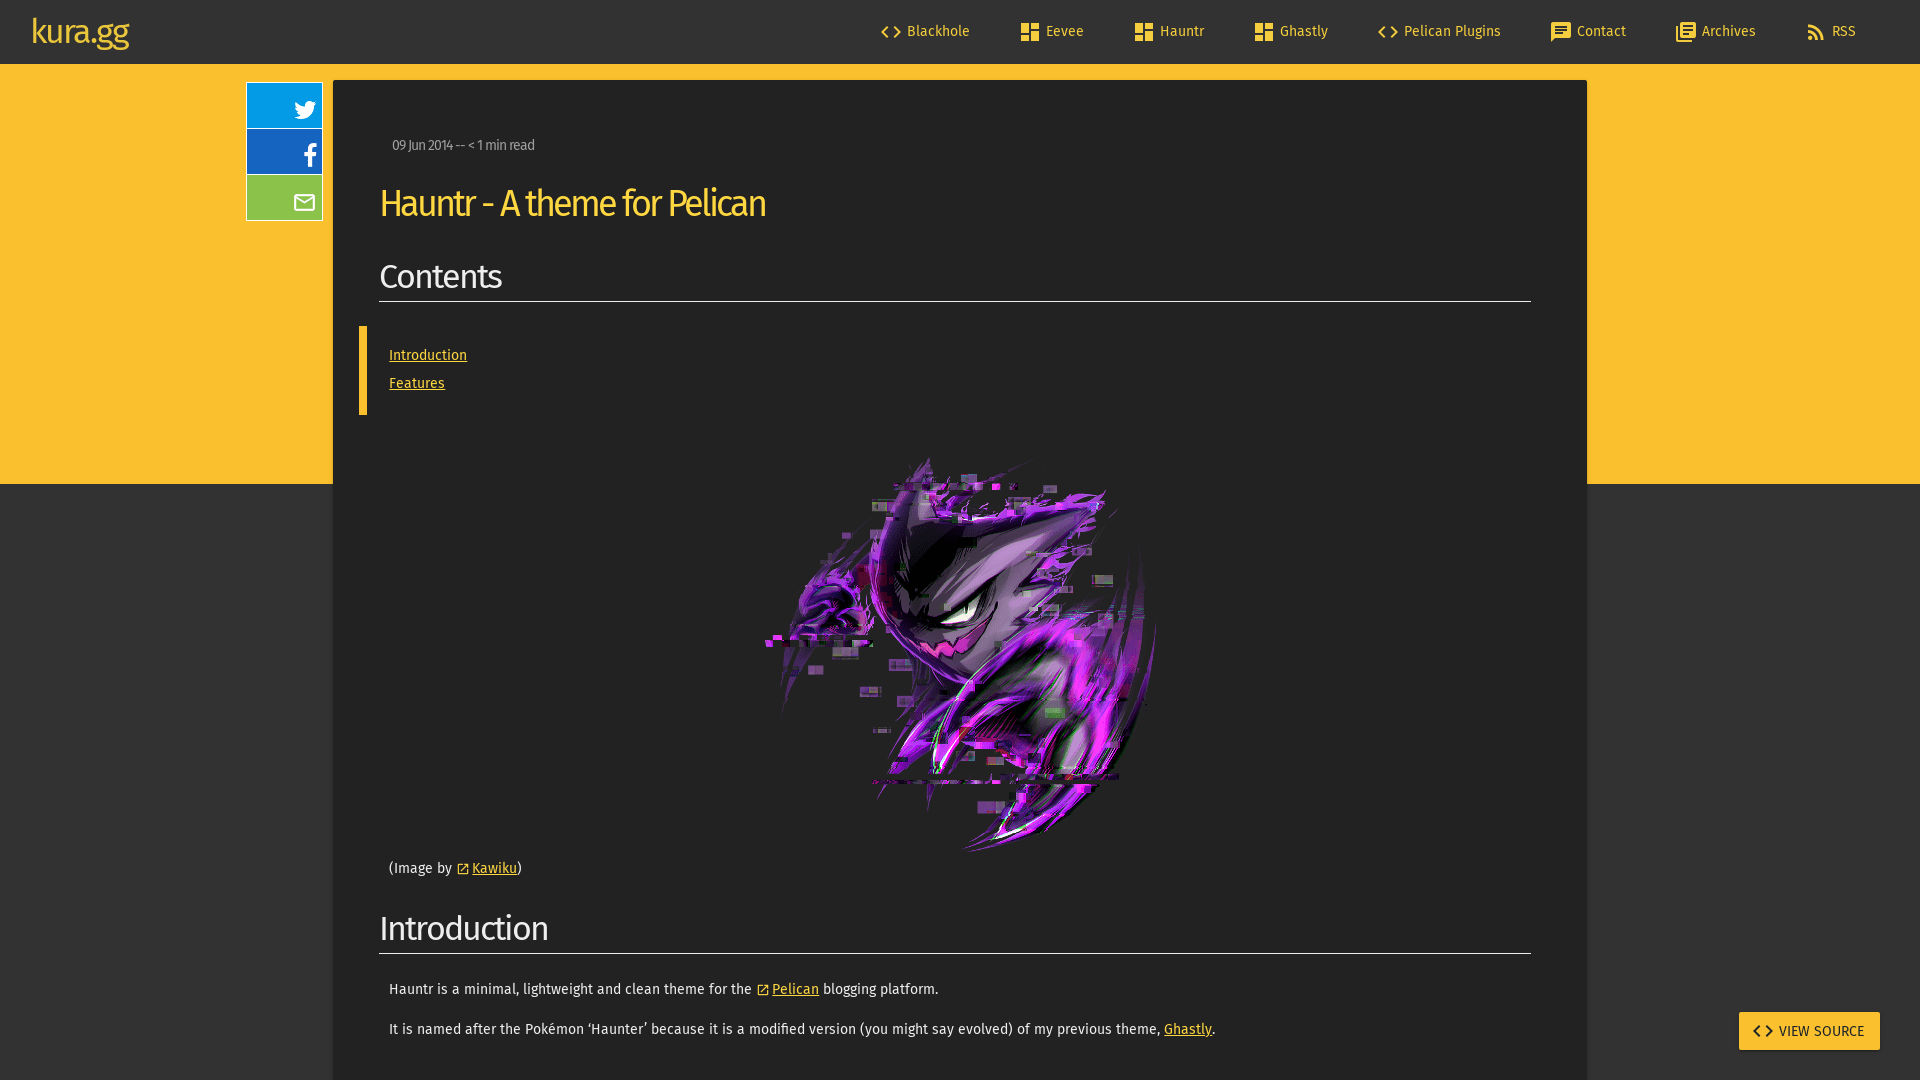 kura.gg
Blackhole
Eevee
Hauntr
Ghastly
Pelican Plugins
Contact
Archives
RSS
09 Jun 2014 -- < 1 min read
Hauntr - A theme for Pelican
Contents
Introduction
Features
(Image by Kawiku)
Introduction
Hauntr is a minimal, lightweight and clean theme for the Pelican blogging platform.
It is named after the Pokémon ‘Haunter’ because it is a modified version (you might say evolved) of my previous theme, Ghastly.
VIEW SOURCE